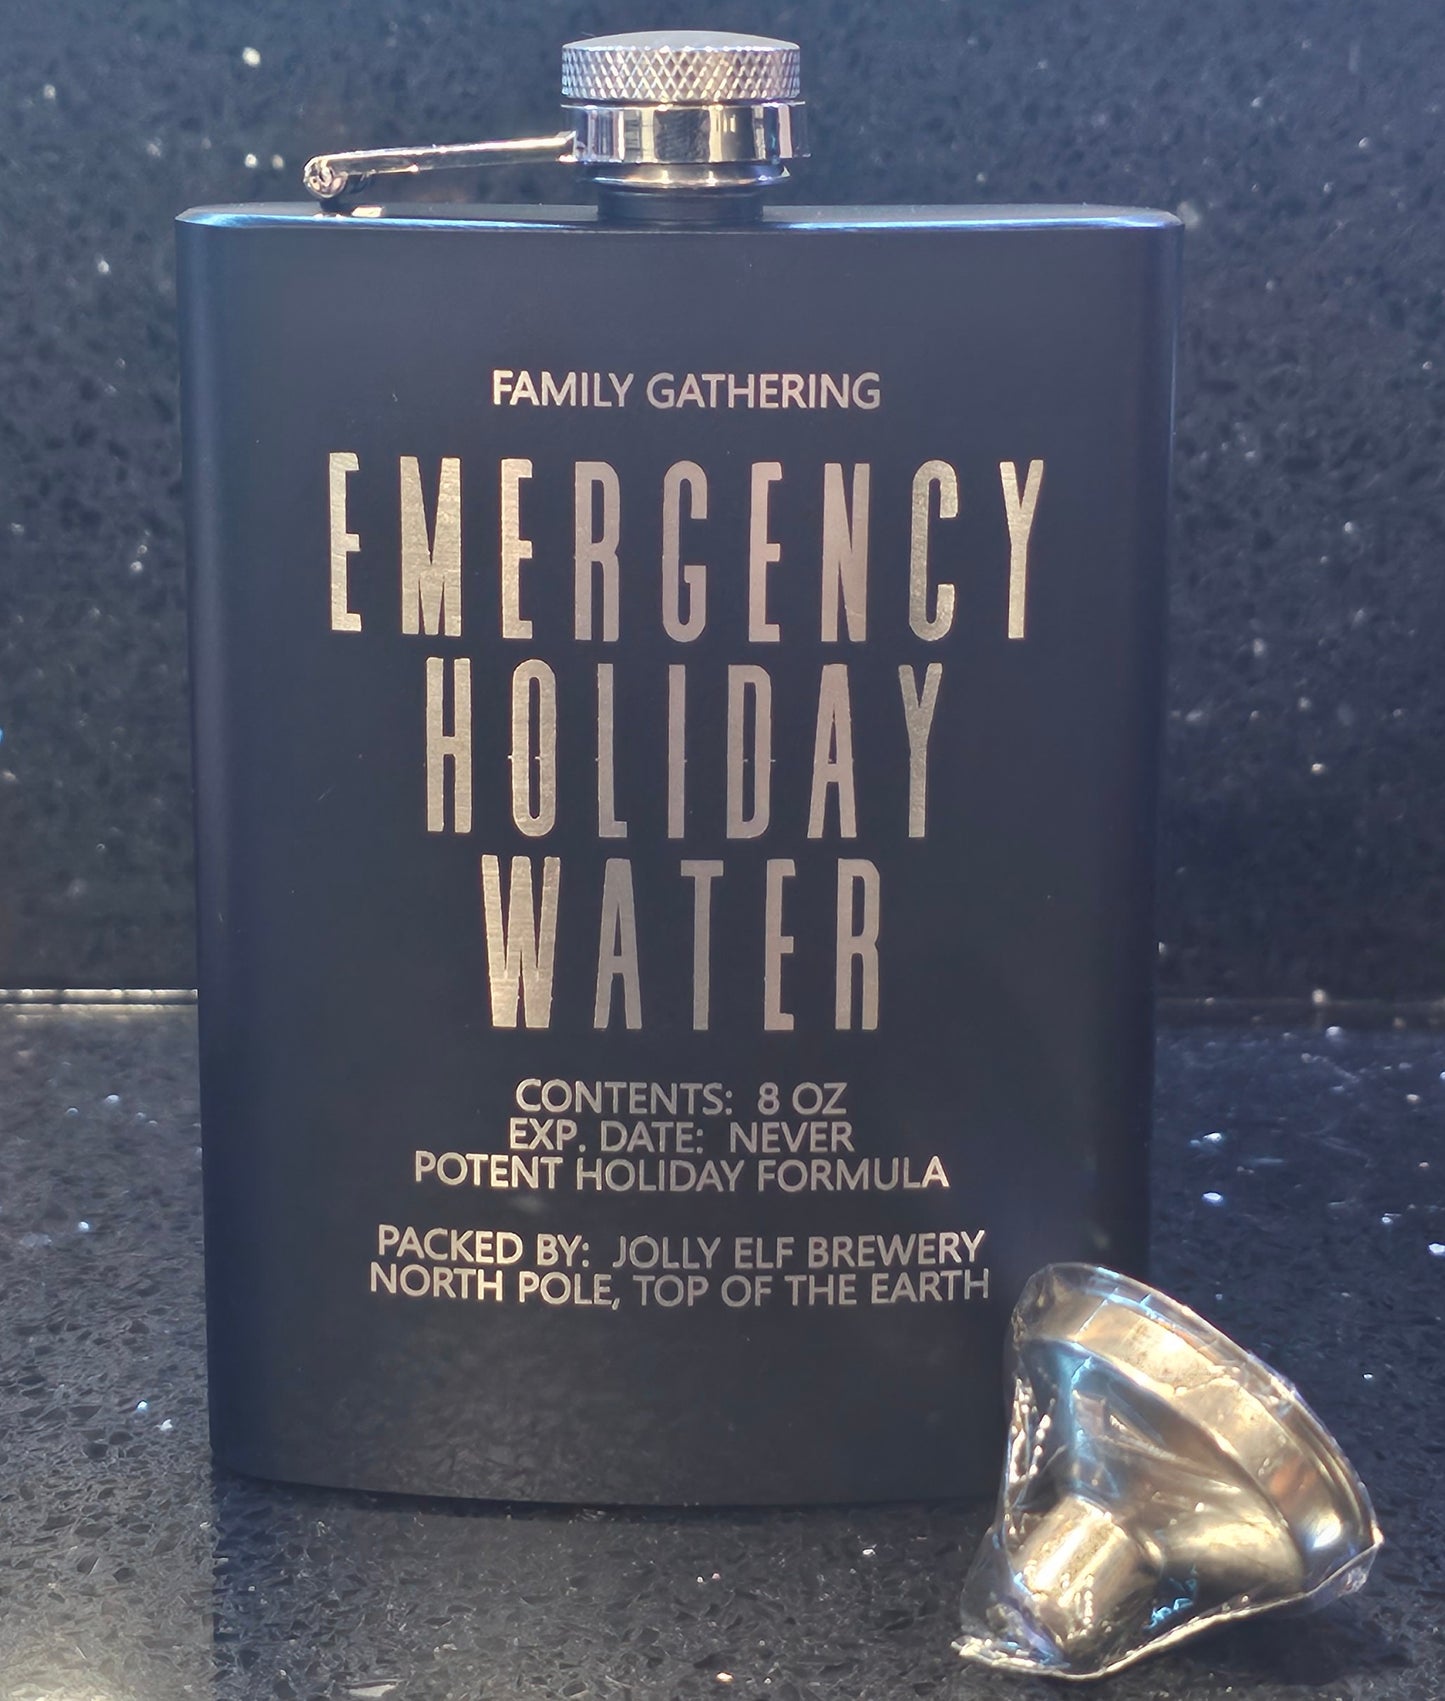 FAMILY GATHERING
EMERGENCY
HOLIDAY
WATER
CONTENTS: 8 OZ
EXP. DATE: NEVER
POTENT HOLIDAY FORMULA
PACKED BY: JOLLY ELF BREWERY
NORTH POLE, TOP OF THE EARTH